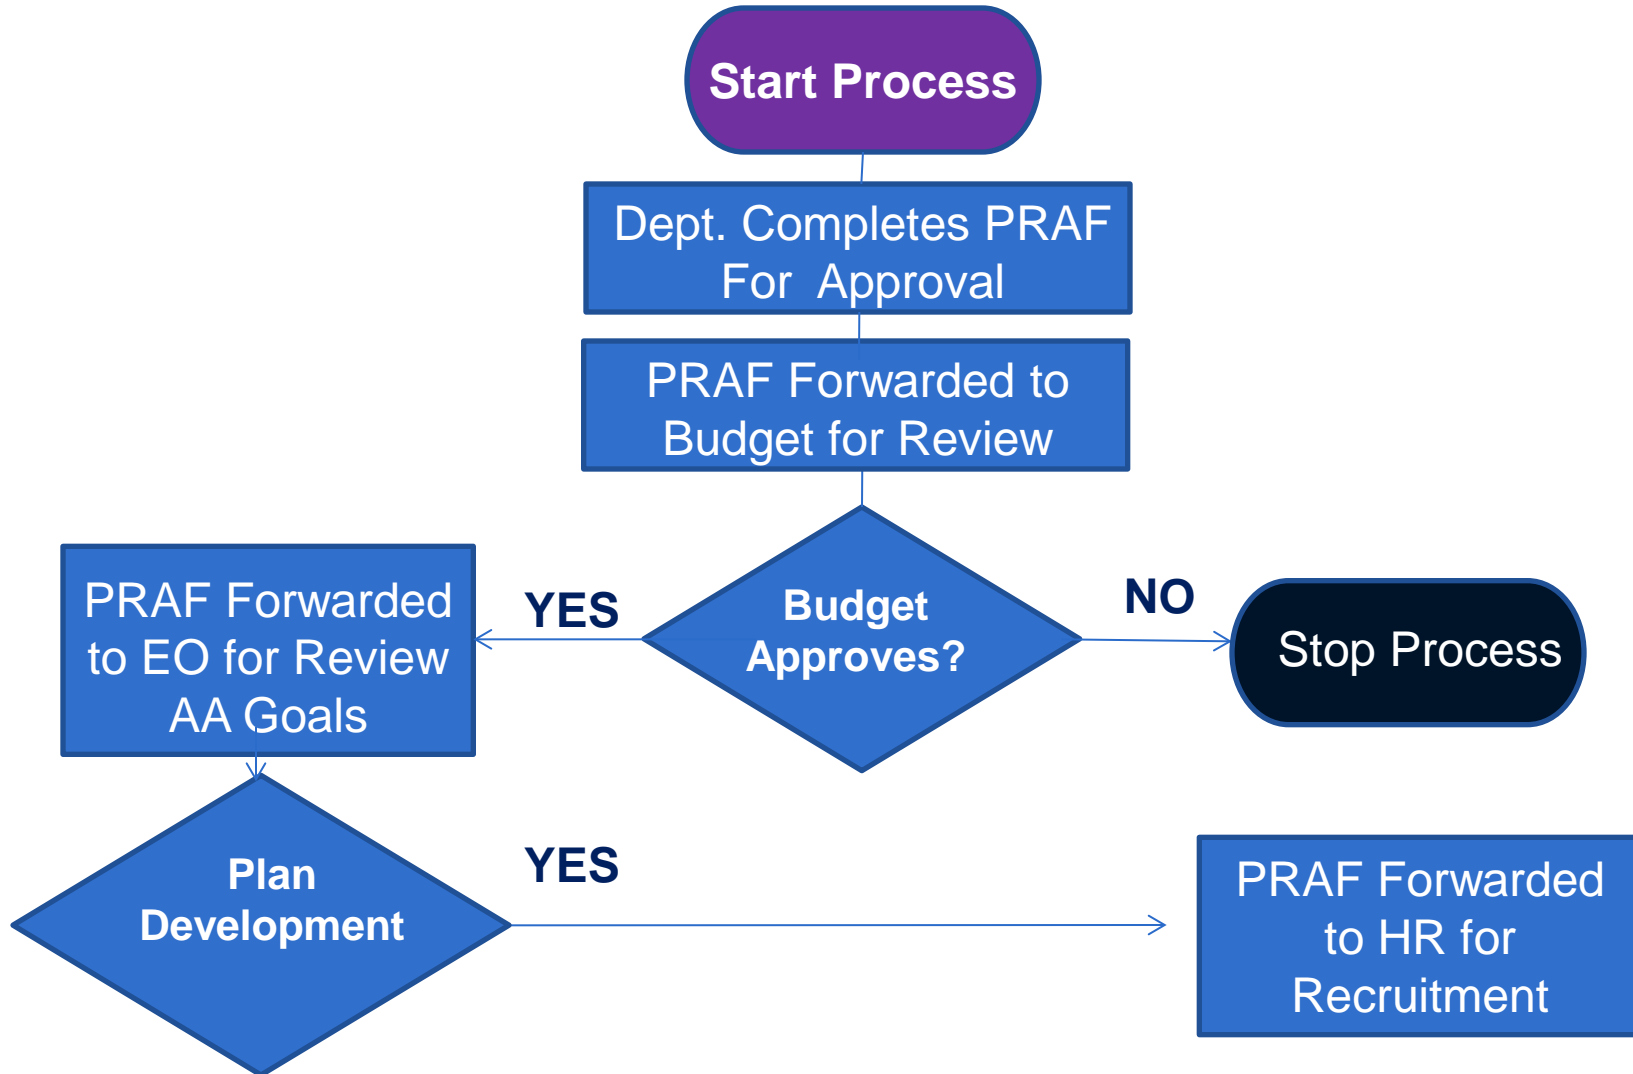 Start Process
Dept. Completes PRAF
For  Approval
PRAF Forwarded to
Budget for Review
PRAF Forwarded
to EO for Review
AA Goals
YES
Budget
Approves?
NO
Stop Process
Plan
Development
YES
PRAF Forwarded
to HR for
Recruitment